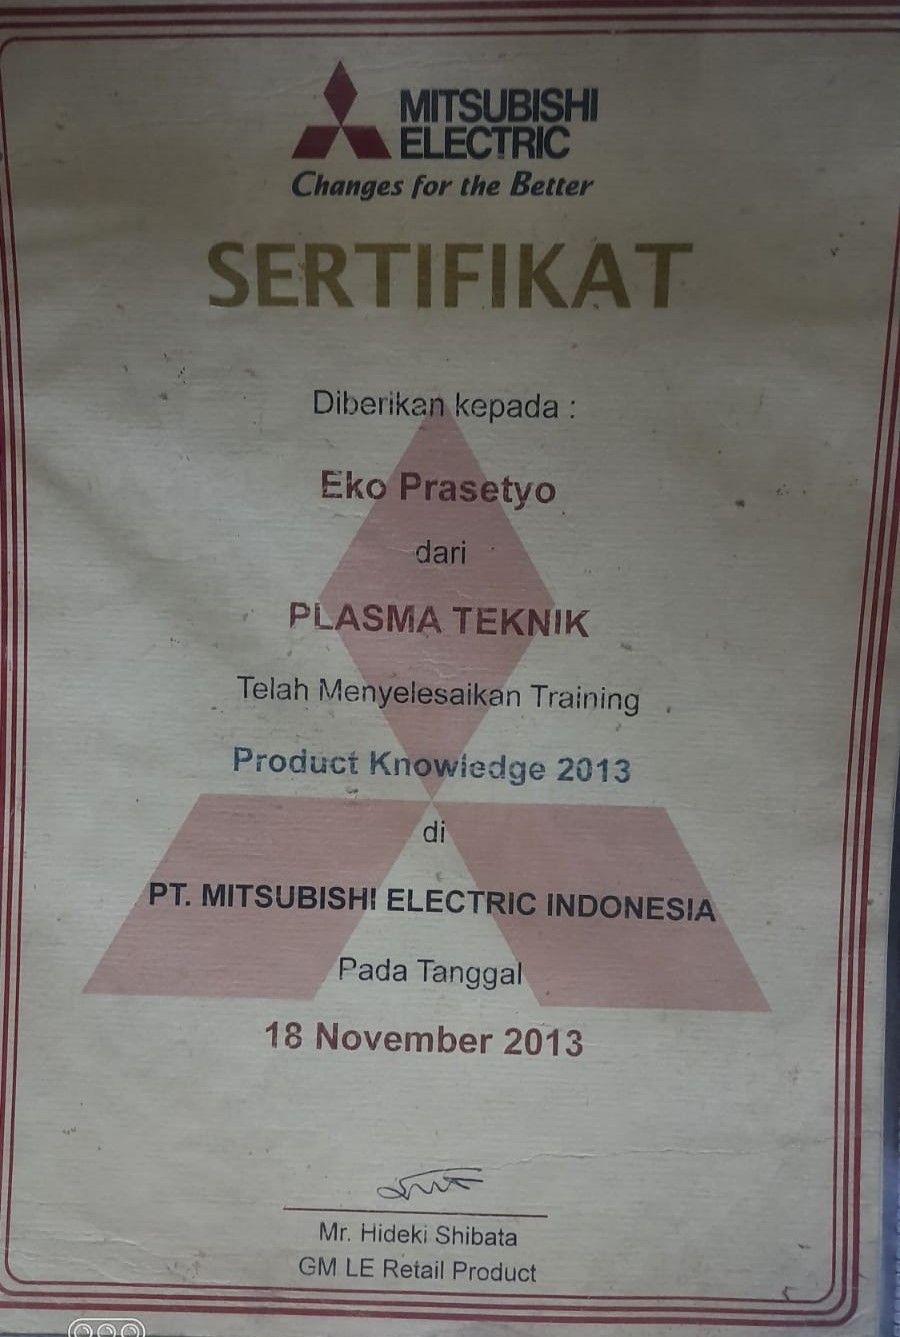 MITSUBISHI
ELECTRIC
Changes for the Better
SERTIFIKAT
Diberikan kepada :
Eko Prasetyo
dari
PLASMA TEKNIK
Telah Menyelesaikan Training
Product Knowledge 2013
di
PT. MITSUBISHI ELECTRIC INDONESIA
Pada Tanggal
18 November 2013
Mr. Hideki Shibata
GM LE Retail Product